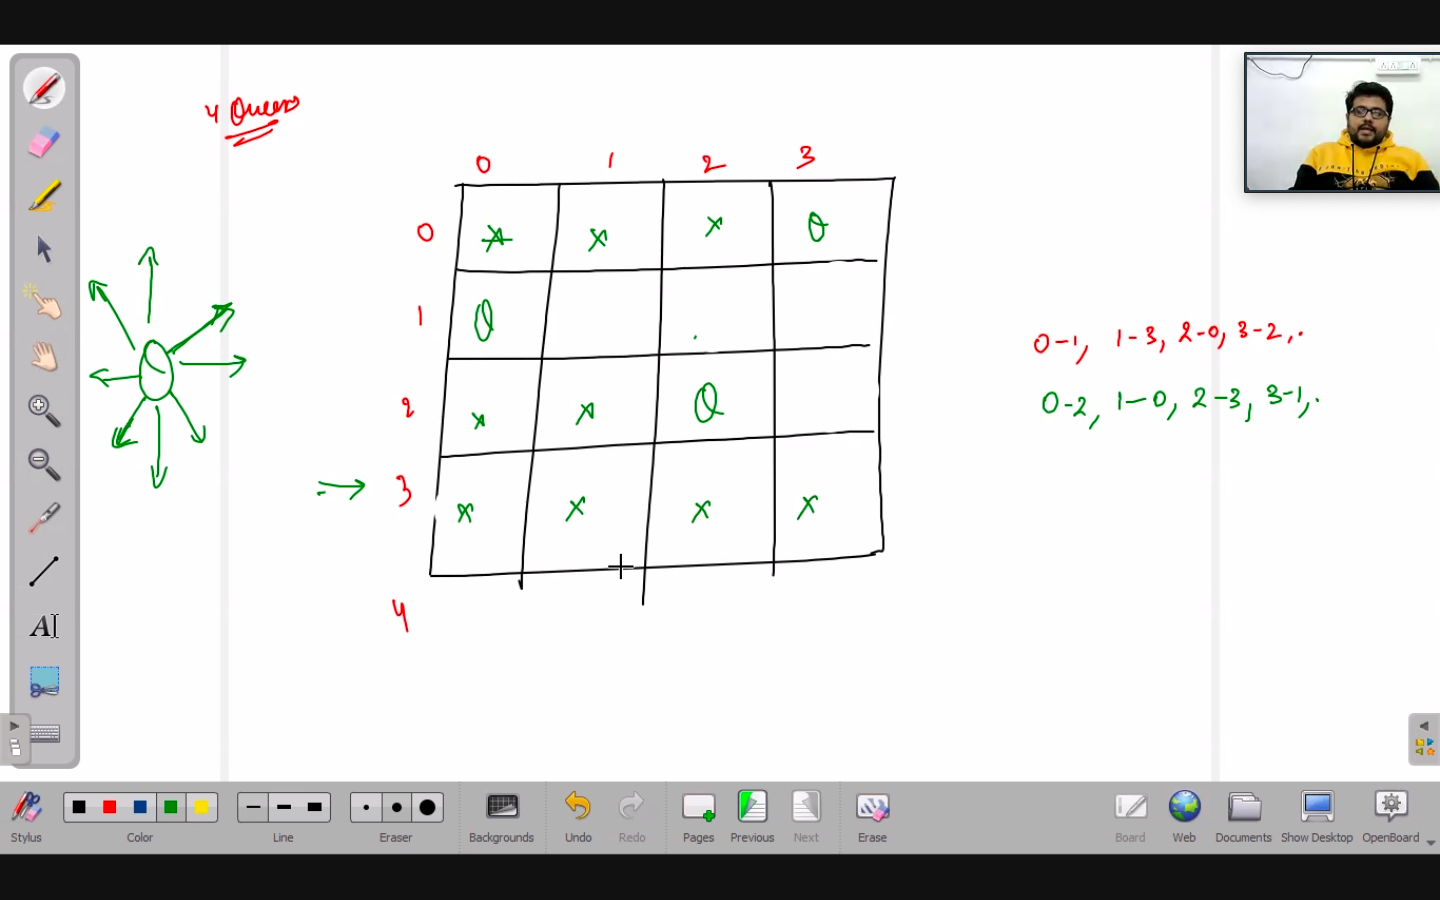 4 Queens
0 1 2 3
0 x x x Q
1 Q
2 x x Q
3 x x x x
4
0-1, 1-3, 2-0, 3-2,.
0-2, 1-0, 2-3, 3-1,.
Stylus Color Line Eraser Backgrounds Undo Redo Pages Previous Next Erase Board Web Documents Show Desktop OpenBoard